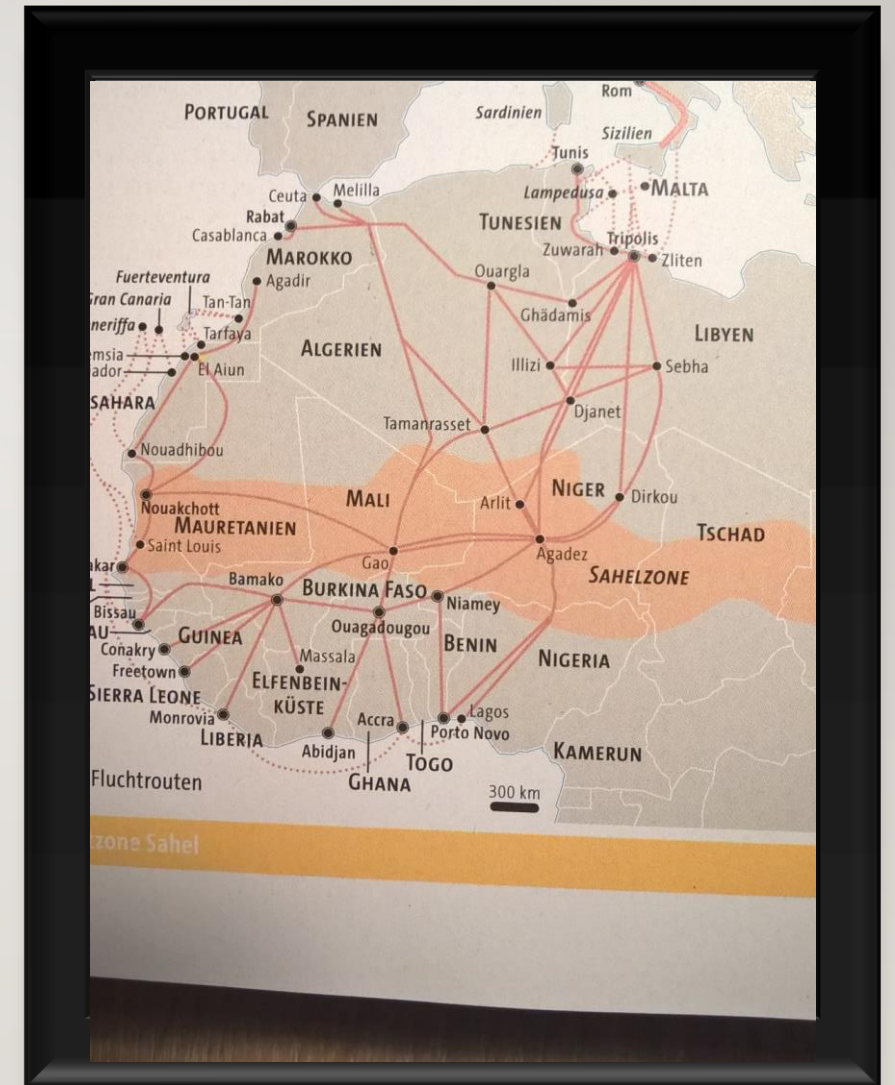 Rom
PORTUGAL
SPANIEN
Sardinien
Sizilien
Tunis
Ceuta
Melilla
Lampedusa
MALTA
Rabat
Casablanca
TUNESIEN
Tripolis
Zuwarah
Zliten
MAROKKO
Ouargla
Fuerteventura
Agadir
Gran Canaria
Tan-Tan
Ghādamis
Tarfaya
LIBYEN
ALGERIEN
El Aiun
Illizi
Sebha
SAHARA
Djanet
Tamanrasset
Nouadhibou
Nouakchott
MALI
Arlit
NIGER
Dirkou
MAURETANIEN
TSCHAD
Saint Louis
Gao
Agadez
SAHELZONE
Bamako
BURKINA FASO
Niamey
Bissau
Ouagadougou
GUINEA
BENIN
Conakry
Massala
NIGERIA
Freetown
ELFENBEIN-
KÜSTE
SIERRA LEONE
Monrovia
Accra
Lagos
LIBERIA
Porto Novo
Abidjan
TOGO
KAMERUN
GHANA
Fluchtrouten
300 km
Sahel